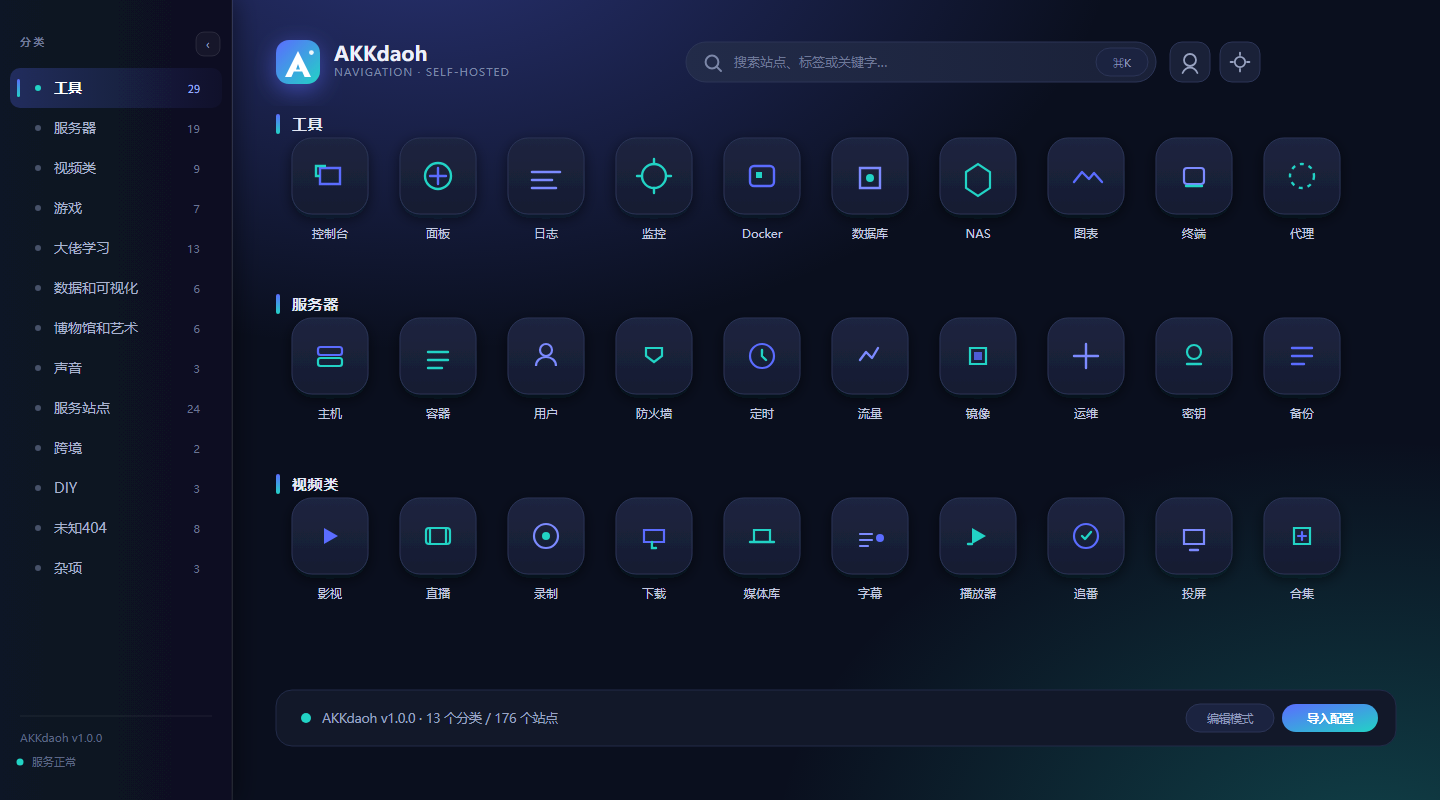 分类
‹
工具 29
服务器 19
视频类 9
游戏 7
大佬学习 13
数据和可视化 6
博物馆和艺术 6
声音 3
服务站点 24
跨境 2
DIY 3
未知404 8
杂项 3
AKKdaoh v1.0.0
服务正常
A
AKKdaoh
NAVIGATION · SELF-HOSTED
搜索站点、标签或关键字... ⌘K
工具
控制台 面板 日志 监控 Docker 数据库 NAS 图表 终端 代理
服务器
主机 容器 用户 防火墙 定时 流量 镜像 运维 密钥 备份
视频类
影视 直播 录制 下载 媒体库 字幕 播放器 追番 投屏 合集
AKKdaoh v1.0.0 · 13 个分类 / 176 个站点 编辑模式 导入配置